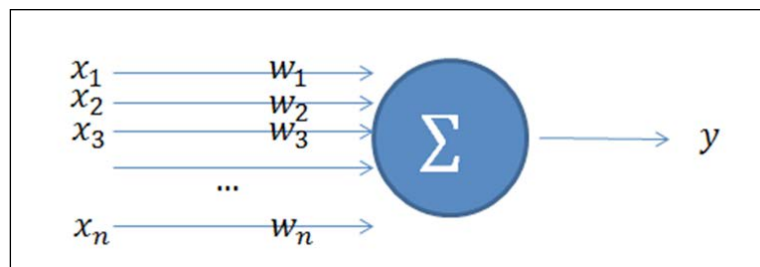 x₁ w₁
x₂ w₂
x₃ w₃ Σ y
...
xₙ wₙ